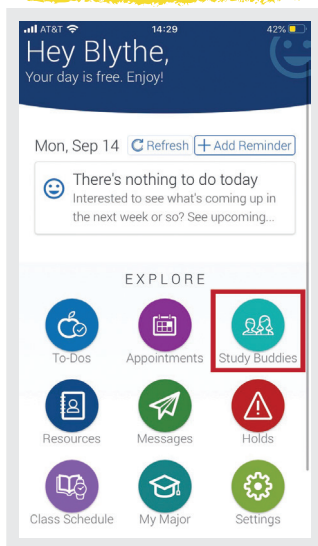 AT&T 14:29 42%
Hey Blythe,
Your day is free. Enjoy!
Mon, Sep 14 Refresh + Add Reminder
There's nothing to do today
Interested to see what's coming up in
the next week or so? See upcoming...
EXPLORE
To-Dos Appointments Study Buddies
Resources Messages Holds
Class Schedule My Major Settings